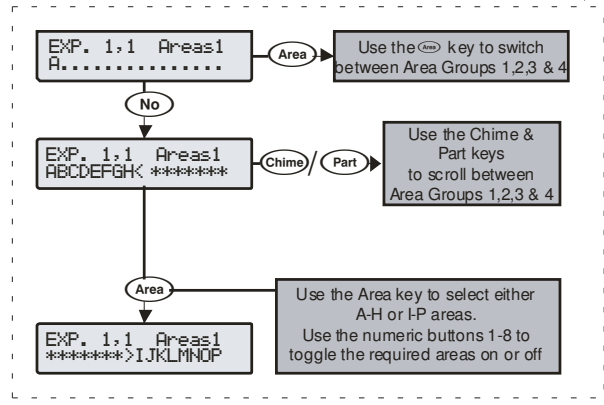 EXP. 1,1 Areas1
A...............
Area
Use the Area key to switch
between Area Groups 1,2,3 & 4
No
EXP. 1,1 Areas1
ABCDEFGH< *******
Chime / Part
Use the Chime &
Part keys
to scroll between
Area Groups 1,2,3 & 4
Area
Use the Area key to select either
A-H or I-P areas.
Use the numeric buttons 1-8 to
toggle the required areas on or off
EXP. 1,1 Areas1
*******>IJKLMNOP